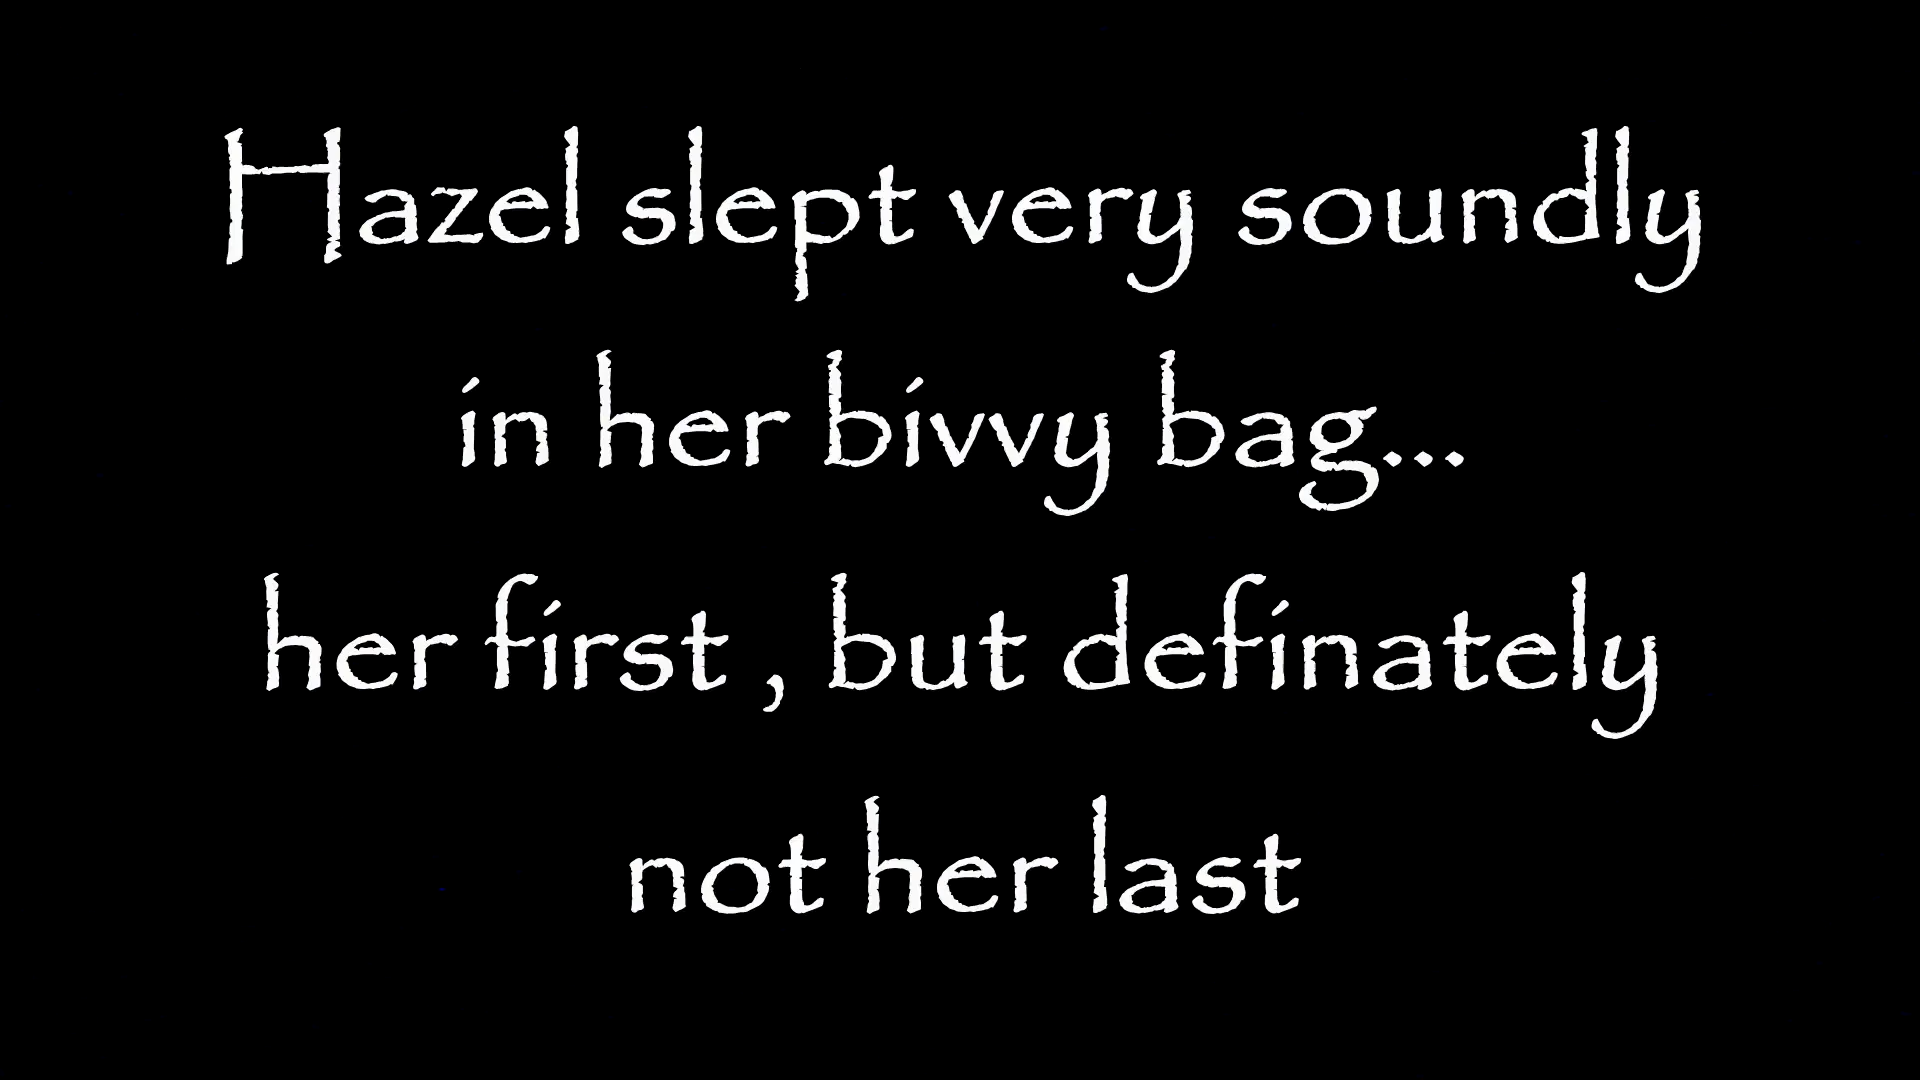 Hazel slept very soundly
in her bivvy bag...
her first , but definately
not her last